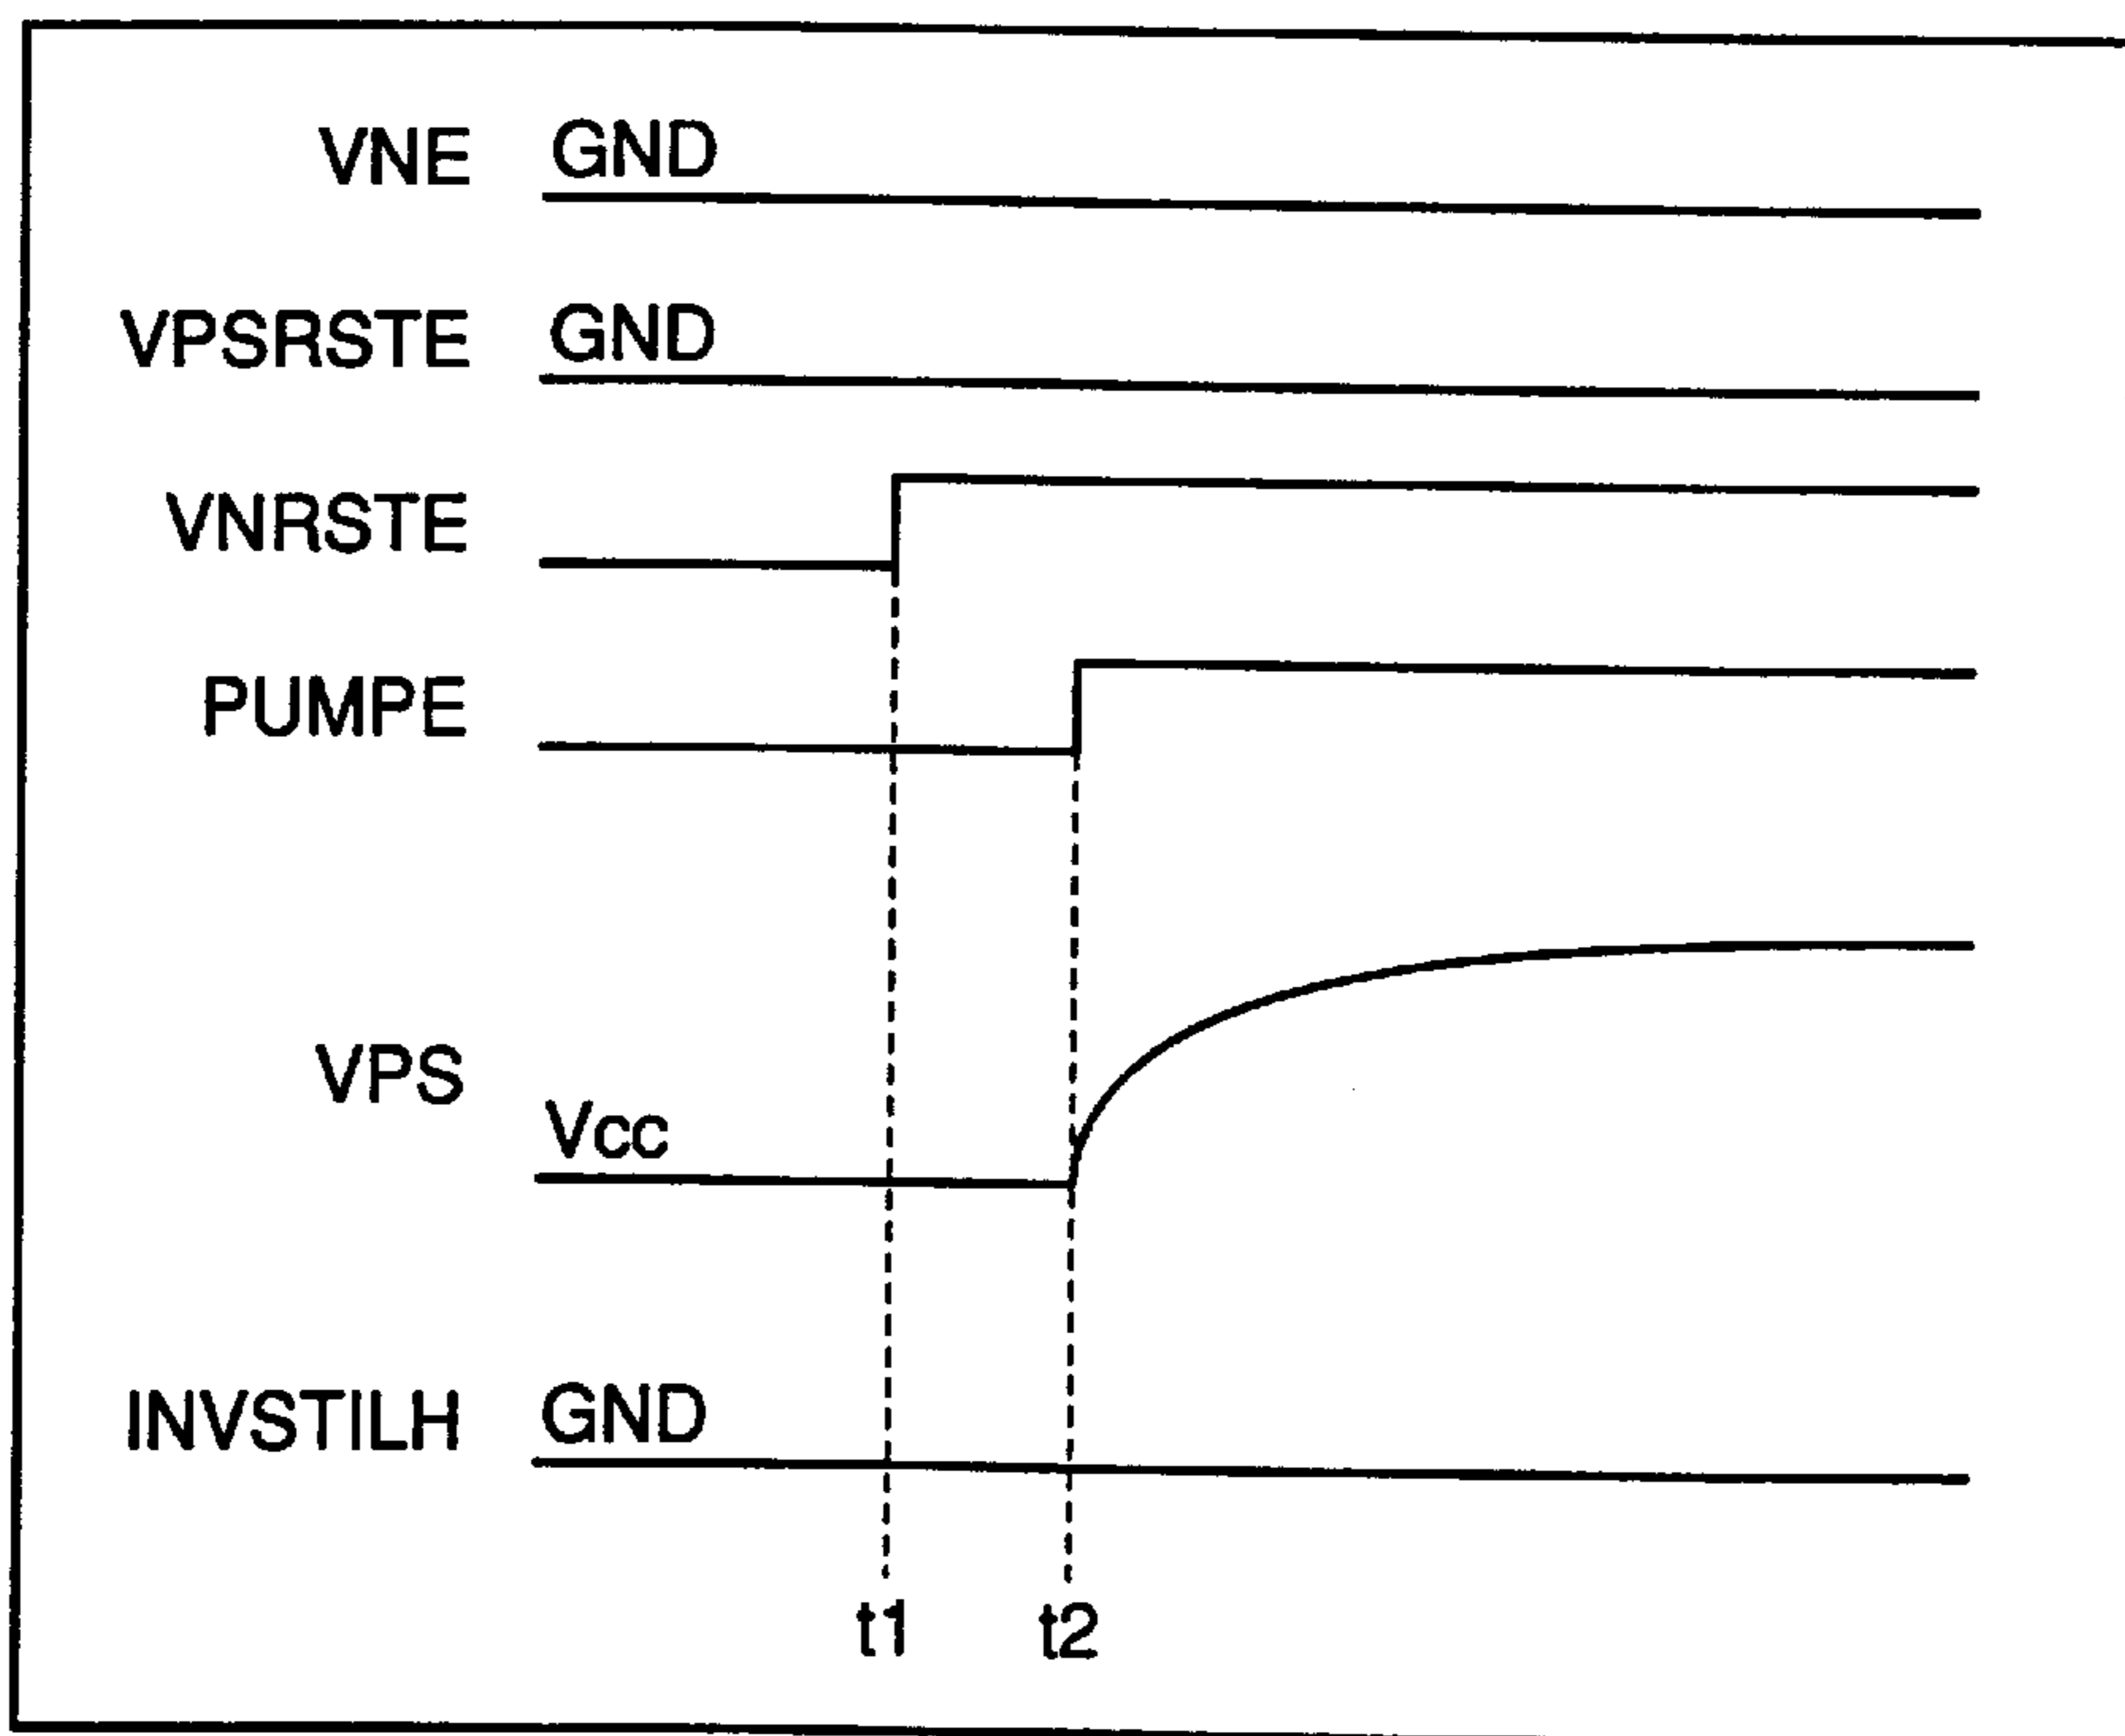 VNE GND
VPSRSTE GND
VNRSTE
PUMPE
VPS
Vcc
INVSTILH GND
t1 t2